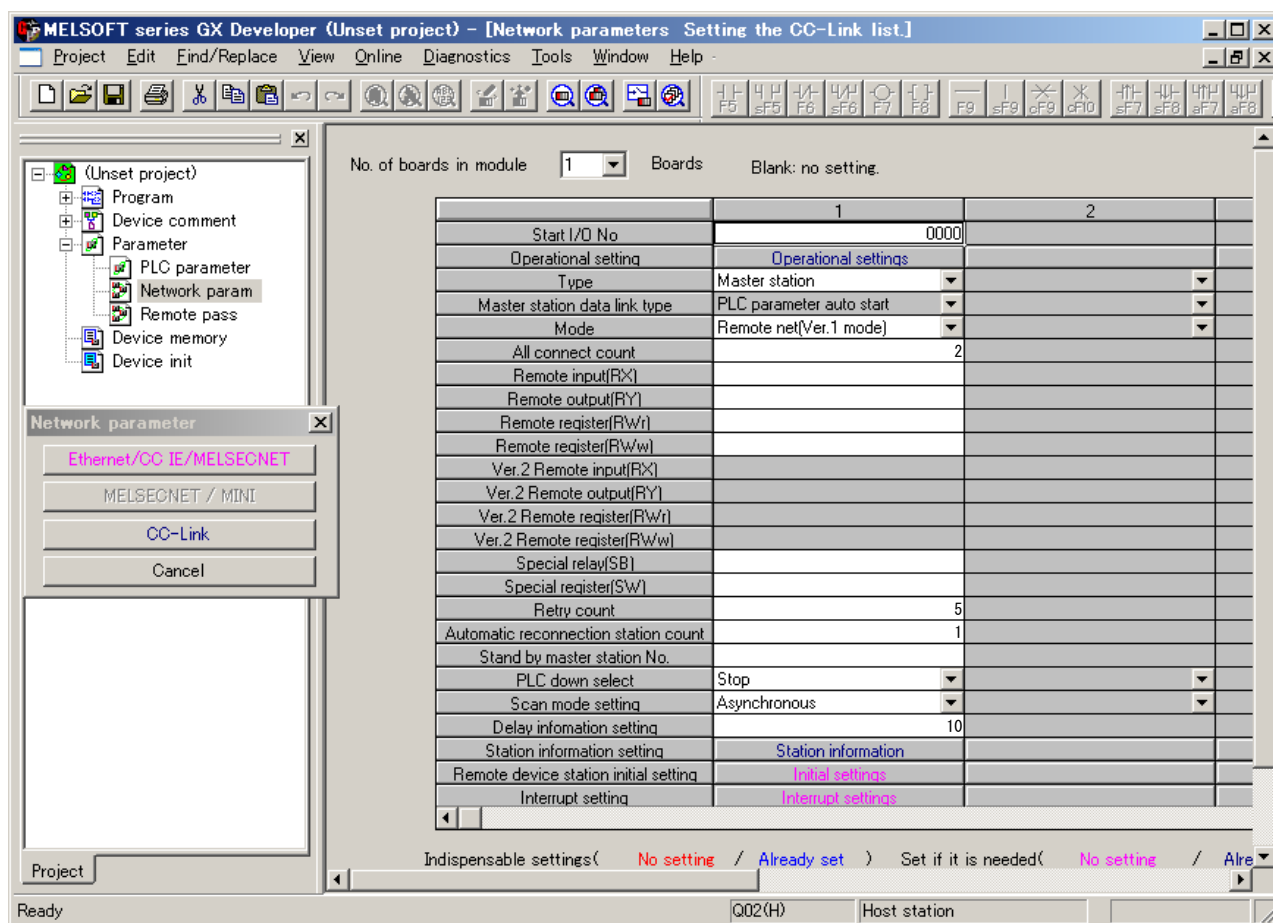 MELSOFT series GX Developer (Unset project) - [Network parameters  Setting the CC-Link list.]
Project Edit Find/Replace View Online Diagnostics Tools Window Help
F5 sF5 F6 sF6 F7 F8 F9 sF9 cF9 cF10 sF7 sF8 aF7 aF8
(Unset project)
Program
Device comment
Parameter
PLC parameter
Network param
Remote pass
Device memory
Device init
Network parameter
Ethernet/CC IE/MELSECNET
MELSECNET / MINI
CC-Link
Cancel
Project
No. of boards in module 1 Boards Blank: no setting.
1 2
Start I/O No 0000
Operational setting Operational settings
Type Master station
Master station data link type PLC parameter auto start
Mode Remote net(Ver.1 mode)
All connect count 2
Remote input(RX)
Remote output(RY)
Remote register(RWr)
Remote register(RWw)
Ver.2 Remote input(RX)
Ver.2 Remote output(RY)
Ver.2 Remote register(RWr)
Ver.2 Remote register(RWw)
Special relay(SB)
Special register(SW)
Retry count 5
Automatic reconnection station count 1
Stand by master station No.
PLC down select Stop
Scan mode setting Asynchronous
Delay infomation setting 10
Station information setting Station information
Remote device station initial setting Initial settings
Interrupt setting Interrupt settings
Indispensable settings( No setting / Already set ) Set if it is needed( No setting / Alre
Ready Q02(H) Host station